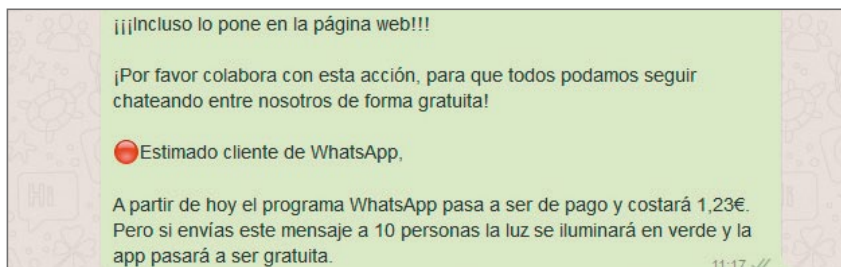 ¡¡¡Incluso lo pone en la página web!!!
¡Por favor colabora con esta acción, para que todos podamos seguir
chateando entre nosotros de forma gratuita!
🔴Estimado cliente de WhatsApp,
A partir de hoy el programa WhatsApp pasa a ser de pago y costará 1,23€.
Pero si envías este mensaje a 10 personas la luz se iluminará en verde y la
app pasará a ser gratuita.
11:17